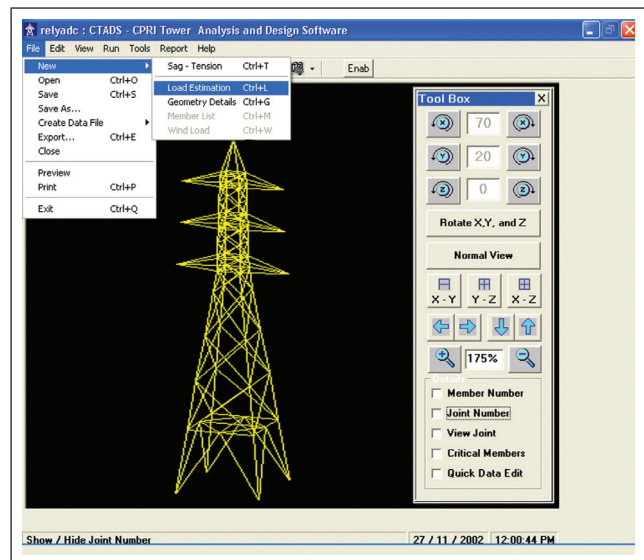 relyadc : CTADS - CPRI Tower Analysis and Design Software
File Edit View Run Tools Report Help
Enab
New
Open Ctrl+O
Save Ctrl+S
Save As...
Create Data File
Export... Ctrl+E
Close
Preview
Print Ctrl+P
Exit Ctrl+Q
Sag - Tension Ctrl+T
Load Estimation Ctrl+L
Geometry Details Ctrl+G
Member List Ctrl+M
Wind Load Ctrl+W
Tool Box X
X 70 X
Y 20 Y
Z 0 Z
Rotate X,Y, and Z
Normal View
X - Y Y - Z X - Z
175%
Details
Member Number
Joint Number
View Joint
Critical Members
Quick Data Edit
Show / Hide Joint Number 27 / 11 / 2002 12:00:44 PM